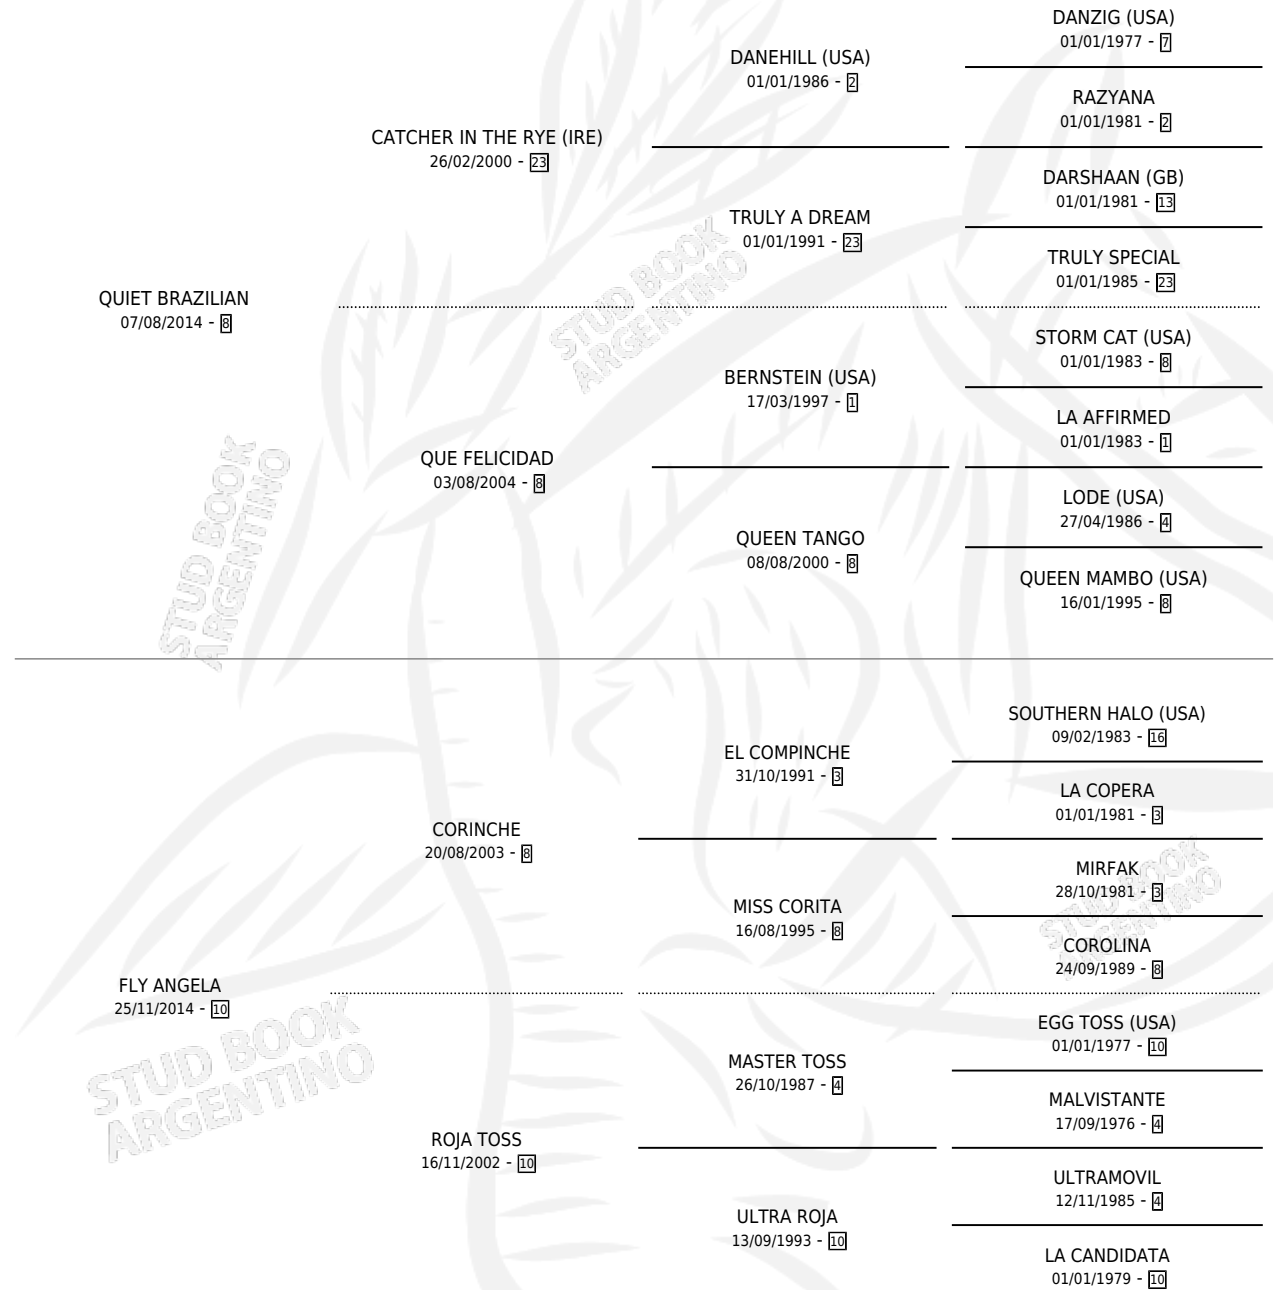 DANZIG (USA)
01/01/1977 - 7
DANEHILL (USA)
01/01/1986 - 2
RAZYANA
01/01/1981 - 2
CATCHER IN THE RYE (IRE)
26/02/2000 - 23
DARSHAAN (GB)
01/01/1981 - 13
TRULY A DREAM
01/01/1991 - 23
TRULY SPECIAL
01/01/1985 - 23
QUIET BRAZILIAN
07/08/2014 - 8
STORM CAT (USA)
01/01/1983 - 8
BERNSTEIN (USA)
17/03/1997 - 1
LA AFFIRMED
01/01/1983 - 1
QUE FELICIDAD
03/08/2004 - 8
LODE (USA)
27/04/1986 - 4
QUEEN TANGO
08/08/2000 - 8
QUEEN MAMBO (USA)
16/01/1995 - 8
STUD BOOK
ARGENTINO
STUD BOOK
ARGENTINO
SOUTHERN HALO (USA)
09/02/1983 - 16
EL COMPINCHE
31/10/1991 - 3
LA COPERA
01/01/1981 - 3
CORINCHE
20/08/2003 - 8
MIRFAK
28/10/1981 - 3
MISS CORITA
16/08/1995 - 8
COROLINA
24/09/1989 - 8
STUD BOOK
ARGENTINO
FLY ANGELA
25/11/2014 - 10
EGG TOSS (USA)
01/01/1977 - 10
MASTER TOSS
26/10/1987 - 4
MALVISTANTE
17/09/1976 - 4
ROJA TOSS
16/11/2002 - 10
ULTRAMOVIL
12/11/1985 - 4
ULTRA ROJA
13/09/1993 - 10
LA CANDIDATA
01/01/1979 - 10
STUD BOOK
ARGENTINO